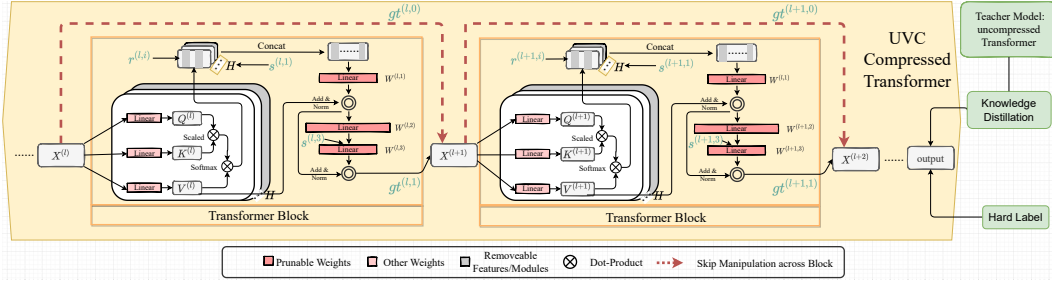 gt^{(l,0)}
gt^{(l+1,0)}
Teacher Model:
uncompressed
Transformer
UVC
Compressed
Transformer
Knowledge
Distillation
output
Hard Label
r^{(l,i)}
Concat
......
H
s^{(l,1)}
Linear
W^{(l,1)}
Add &
Norm
Linear
W^{(l,2)}
s^{(l,3)}
Linear
W^{(l,3)}
Add &
Norm
gt^{(l,1)}
......
X^{(l)}
Linear
Q^{(l)}
Scaled
Linear
K^{(l)}
Softmax
Linear
V^{(l)}
H
Transformer Block
X^{(l+1)}
r^{(l+1,i)}
Concat
......
H
s^{(l+1,1)}
Linear
W^{(l,1)}
Add &
Norm
Linear
W^{(l+1,2)}
s^{(l+1,3)}
Linear
W^{(l+1,3)}
Add &
Norm
gt^{(l+1,1)}
Linear
Q^{(l+1)}
Scaled
Linear
K^{(l+1)}
Softmax
Linear
V^{(l+1)}
H
Transformer Block
X^{(l+2)}
......
Prunable Weights
Other Weights
Removeable
Features/Modules
Dot-Product
Skip Manipulation across Block